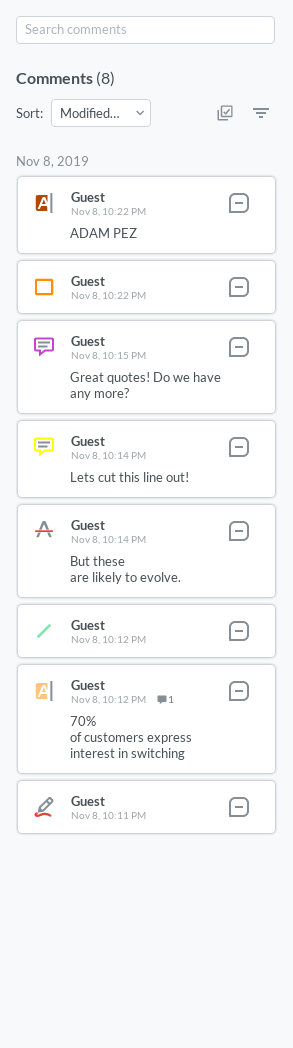 Search comments
Comments (8)
Sort: Modified...
Nov 8, 2019
Guest
Nov 8, 10:22 PM
ADAM PEZ
Guest
Nov 8, 10:22 PM
Guest
Nov 8, 10:15 PM
Great quotes! Do we have
any more?
Guest
Nov 8, 10:14 PM
Lets cut this line out!
Guest
Nov 8, 10:14 PM
But these
are likely to evolve.
Guest
Nov 8, 10:12 PM
Guest
Nov 8, 10:12 PM 1
70%
of customers express
interest in switching
Guest
Nov 8, 10:11 PM